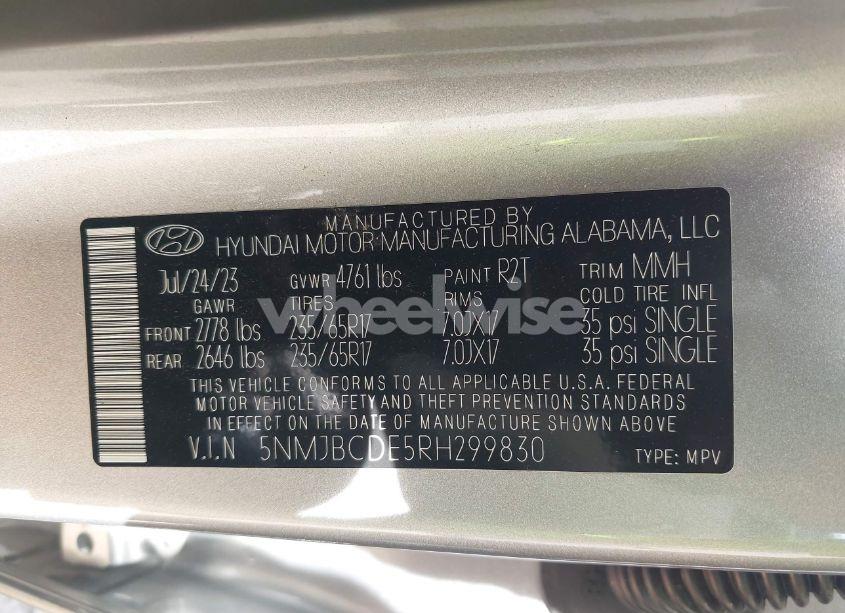 MANUFACTURED BY
HYUNDAI MOTOR MANUFACTURING ALABAMA, LLC
Jul/24/23 GVWR 4761 lbs PAINT R2T TRIM MMH
GAWR TIRES RIMS COLD TIRE INFL
FRONT 2778 lbs 235/65R17 7.0JX17 35 psi SINGLE
REAR 2646 lbs 235/65R17 7.0JX17 35 psi SINGLE
THIS VEHICLE CONFORMS TO ALL APPLICABLE U.S.A. FEDERAL
MOTOR VEHICLE SAFETY AND THEFT PREVENTION STANDARDS
IN EFFECT ON THE DATE OF MANUFACTURE SHOWN ABOVE
V.I.N 5NMJBCDE5RH299830 TYPE: MPV
wheelwise